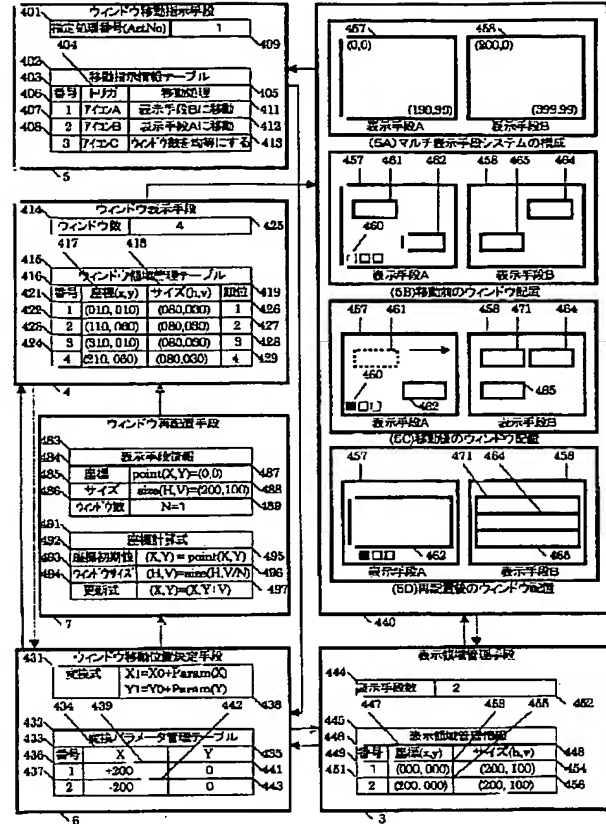 401
ウィンドウ移動指示手段
指定処理番号(Act.No) 1
404
409
402
403
移動指示情報テーブル
405
406
番号 トリガ 移動処理
407
1 アイコンA 表示手段Bに移動
411
408
2 アイコンB 表示手段Aに移動
412
3 アイコンC ウィンドウ数を均等にする
413
5
414
ウィンドウ表示手段
ウィンドウ数 4
425
417 418
415
416
ウィンドウ領域管理テーブル
421
番号 座標(x,y) サイズ(h,v) 順位
419
422
1 (010, 010) (080,030) 1
426
423
2 (110, 060) (080,030) 2
427
424
3 (310, 010) (080,030) 3
428
4 (210, 060) (080,030) 4
429
4
ウィンドウ再配置手段
483
484
表示手段情報
485
座標 point(X,Y)=(0,0)
487
486
サイズ size(H,V)=(200,100)
488
ウィンドウ数 N=1
489
491
492
座標計算式
493
座標初期値 (X,Y) = point(X,Y)
495
494
ウィンドウサイズ (H,V)=size(H,V/N)
496
更新式 (X,Y)=(X,Y+V)
497
7
ウィンドウ移動位置決定手段
431
変換式 X1=X0+Param(X)
Y1=Y0+Param(Y)
434 439 442 438
432
433
変換パラメータ管理テーブル
436
番号 X Y
435
437
1 +200 0
441
2 -200 0
443
6
457 458
(0,0) (200,0)
(199,99) (399,99)
表示手段A 表示手段B
(5A)マルチ表示手段システムの構成
457 461 462 458 464
465
460
表示手段A 表示手段B
(5B)移動前のウィンドウ配置
457 461 458 471 464
460
462 465
表示手段A 表示手段B
(5C)移動後のウィンドウ配置
457 471 464 458
462 465
表示手段A 表示手段B
(5D)再配置後のウィンドウ配置
440
表示領域管理手段
444
表示手段数 2
447 453 455 452
445
446
表示領域管理情報
449
番号 座標(x,y) サイズ(h,v)
448
451
1 (000, 000) (200, 100)
454
2 (200, 000) (200, 100)
456
3